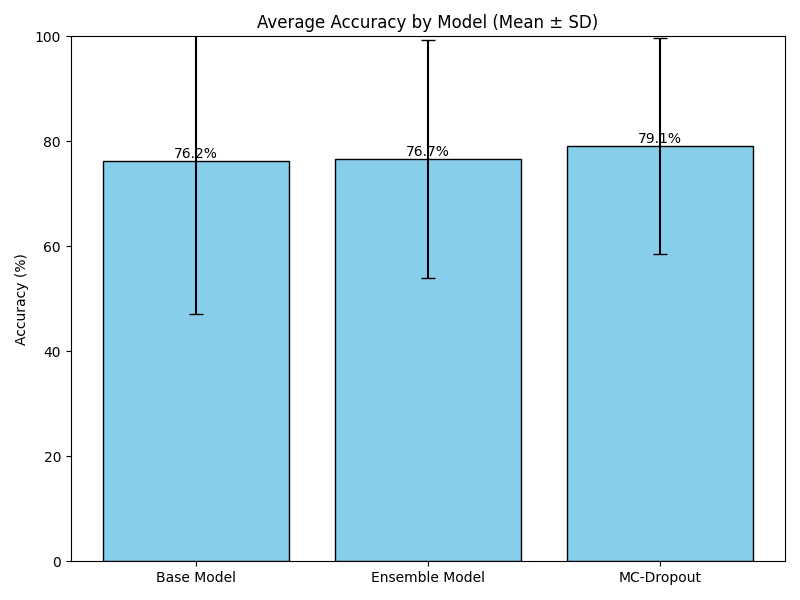 Average Accuracy by Model (Mean ± SD)
Accuracy (%)
100
80
60
40
20
0
76.2%
76.7%
79.1%
Base Model
Ensemble Model
MC-Dropout